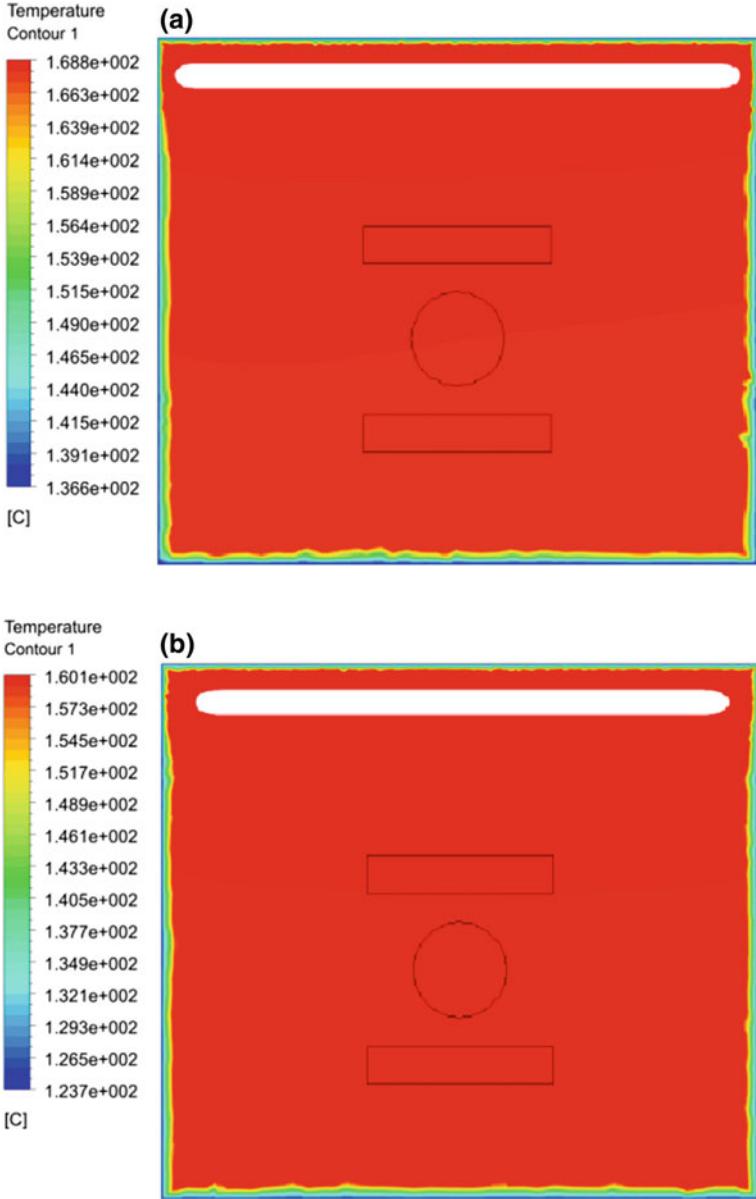 Temperature
Contour 1
(a)
1.688e+002
1.663e+002
1.639e+002
1.614e+002
1.589e+002
1.564e+002
1.539e+002
1.515e+002
1.490e+002
1.465e+002
1.440e+002
1.415e+002
1.391e+002
1.366e+002
[C]
Temperature
Contour 1
(b)
1.601e+002
1.573e+002
1.545e+002
1.517e+002
1.489e+002
1.461e+002
1.433e+002
1.405e+002
1.377e+002
1.349e+002
1.321e+002
1.293e+002
1.265e+002
1.237e+002
[C]